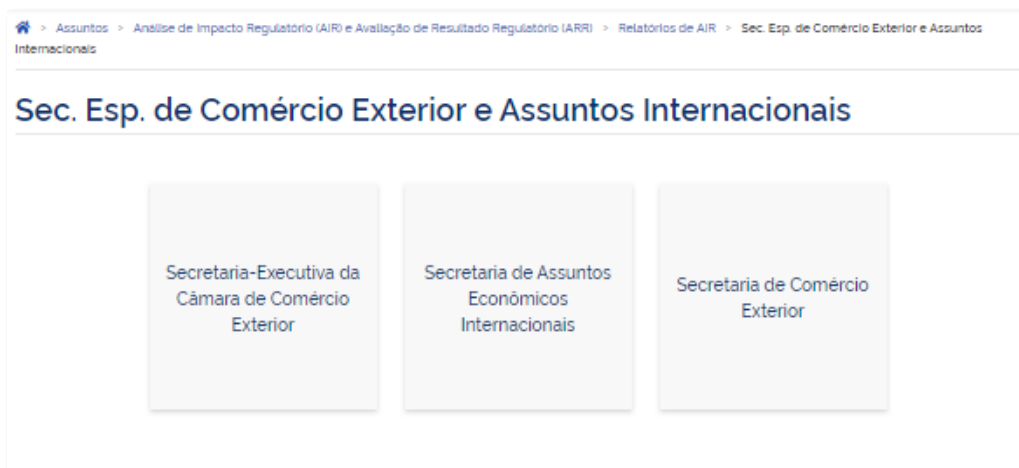 > Assuntos > Análise de Impacto Regulatório (AIR) e Avaliação de Resultado Regulatório (ARR) > Relatórios de AIR > Sec. Esp. de Comércio Exterior e Assuntos
Internacionais
Sec. Esp. de Comércio Exterior e Assuntos Internacionais
Secretaria-Executiva da
Câmara de Comércio
Exterior
Secretaria de Assuntos
Econômicos
Internacionais
Secretaria de Comércio
Exterior